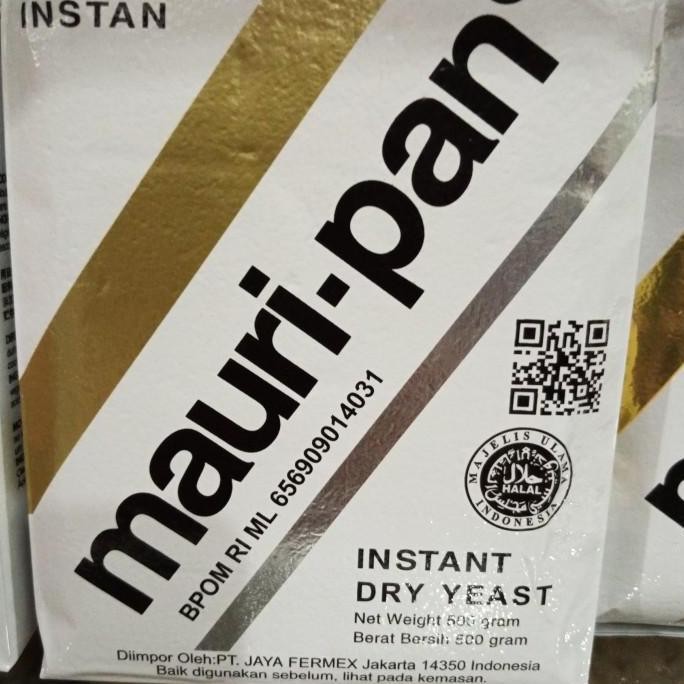 INSTAN
mauri-pan
BPOM RI ML 656909014031
MAJELIS ULAMA
حلال
HALAL
INDONESIA
INSTANT
DRY YEAST
Net Weight 500 gram
Berat Bersih 500 gram
Diimpor Oleh:PT. JAYA FERMEX Jakarta 14350 Indonesia
Baik digunakan sebelum, lihat pada kemasan.